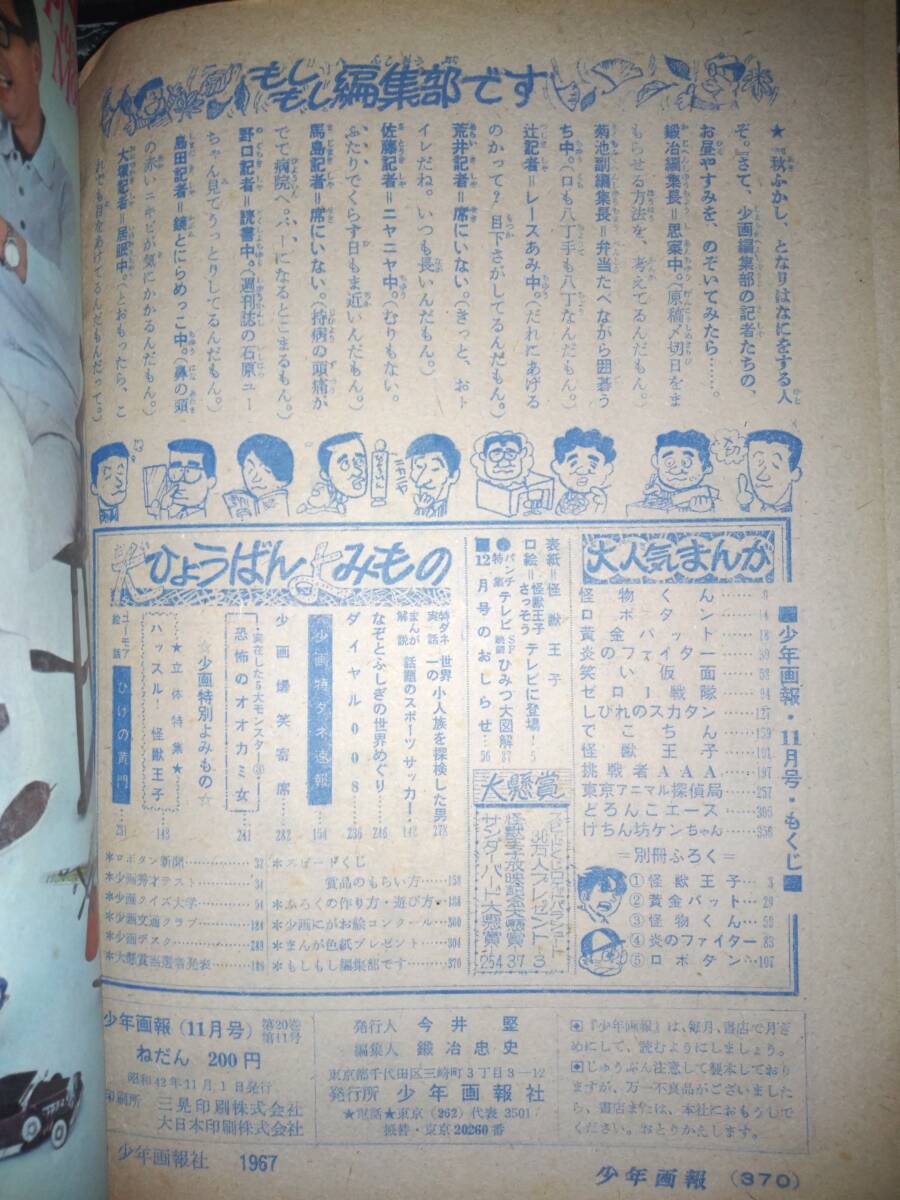 もしもし編集部です
★『秋ふかし、となりはなにをする人
ぞ。』さて、少画編集部の記者たちの、
お昼やすみを、のぞいてみたら……。
鍛冶編集長＝思案中。（原稿〆切日をま
もらせる方法を、考えてるんだもん。）
菊池副編集長＝弁当たべながら囲碁う
ち中。（口も八丁手も八丁なんだもん。）
辻記者＝レースあみ中。（だれにあげる
のかって？ 目下さがしてるんだもん。）
荒井記者＝席にいない。（きっと、おト
イレだね。いつも長いんだもん。）
佐藤記者＝ニヤニヤ中。（むりもない。
ふたりでくらす日もま近いんだもん。）
馬島記者＝席にいない。（持病の頭痛が
でて病院へ。パーになるとこまるもん。）
野口記者＝読書中。（週刊誌の石原ユー
ちゃん見てうっとりしてるんだもん。）
島田記者＝鏡とにらめっこ中。（鼻の頭
の赤いニキビが気にかかるんだもん。）
大塚記者＝居眠中。（とおもったら、こ
れでも目をあけてるんだもんだって。）
■少年画報・11月号・もくじ■
大人気まんが
怪物くん……9
ロボタン……14
黄金バット……18
炎のファイター……39
笑い仮面……58
ゼロ1戦隊……94
しびれのスカタン……127
でこちん……159
怪獣王子……191
挑戦者AAA……197
東京アニマル探偵局……257
どろんこエース……305
けちん坊ケンちゃん……358
＝別冊ふろく＝
①怪獣王子……3
②黄金バット……29
③怪物くん……59
④炎のファイター……83
⑤ロボタン……107
表紙＝怪獣王子
口絵＝怪獣王子 さっそう テレビに登場！……5
●パンチ特集 テレビSF映画 ひみつ大図解……87
■12月号のおしらせ……56
大懸賞
36万人プレゼント……3
怪獣王子放映記念大懸賞……37
サンダーバード大懸賞……254
大ひょうばんよみもの
特ダネ実話 世界一の小人族を探検した男……278
まんが解説 話題のスポーツサッカー！……142
なぞとふしぎの世界めぐり……246
ダイヤル008……236
少画特ダネ速報……154
少画爆笑寄席……282
☆少画特別よみもの☆
実在した5大モンスター
恐怖のオオカミ女……241
★立体特集★
ハッスル！怪獣王子……148
ユーモア絵話 ひげの黄門……291
＊スピードくじ
賞品のもらい方……158
＊ふろくの作り方・遊び方……158
＊少画にがお絵コンクール……300
＊まんが色紙プレゼント……304
＊もしもし編集部です……370
＊ロボタン新聞……32
＊少画秀才テスト……34
＊少画クイズ大学……54
＊少画文通クラブ……184
＊少画デスク……249
＊大懸賞当選者発表……188
少年画報（11月号）第20巻第11号
ねだん 200円
昭和42年11月1日発行
印刷所 三晃印刷株式会社
大日本印刷株式会社
発行人 今井堅
編集人 鍛冶忠史
東京都千代田区三崎町3丁目3—12
発行所 少年画報社
★電話★東京（262）代表3501
振替・東京20260番
◉『少年画報』は、毎月、書店で月ぎ
めにして、読むようにしましょう。
◉じゅうぶん注意して製本しており
ますが、万一不良品がございました
ら、書店または、本社におもうしで
ください。おとりかえします。
少年画報社 1967
少年画報（370）